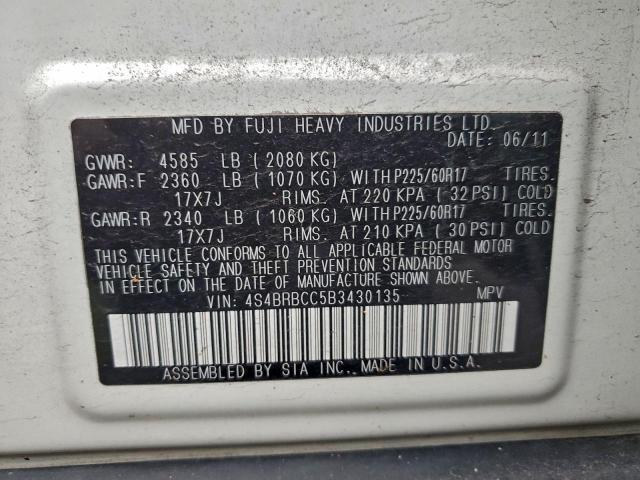 MFD BY FUJI HEAVY INDUSTRIES LTD.
DATE: 06/11
GVWR: 4585 LB (2080 KG)
GAWR:F 2360 LB (1070 KG) WITH P225/60R17 TIRES.
17X7J RIMS. AT 220 KPA (32 PSI) COLD
GAWR:R 2340 LB (1060 KG) WITH P225/60R17 TIRES.
17X7J RIMS. AT 210 KPA (30 PSI) COLD
THIS VEHICLE CONFORMS TO ALL APPLICABLE FEDERAL MOTOR
VEHICLE SAFETY AND THEFT PREVENTION STANDARDS
IN EFFECT ON THE DATE OF MANUFACTURE SHOWN ABOVE.
VIN: 4S4BRBCC5B3430135 MPV
ASSEMBLED BY SIA INC., MADE IN U.S.A.